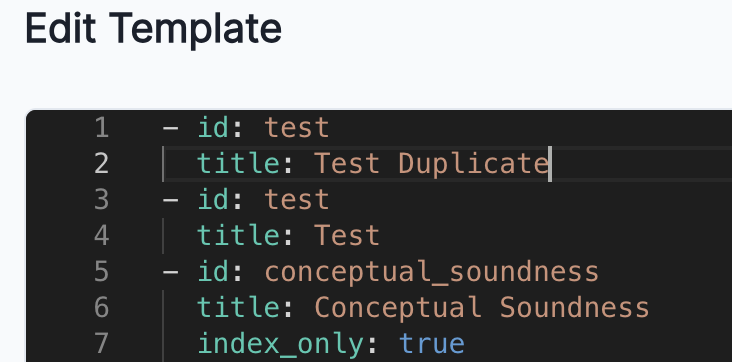 Edit Template
1 - id: test
2 title: Test Duplicate
3 - id: test
4 title: Test
5 - id: conceptual_soundness
6 title: Conceptual Soundness
7 index_only: true